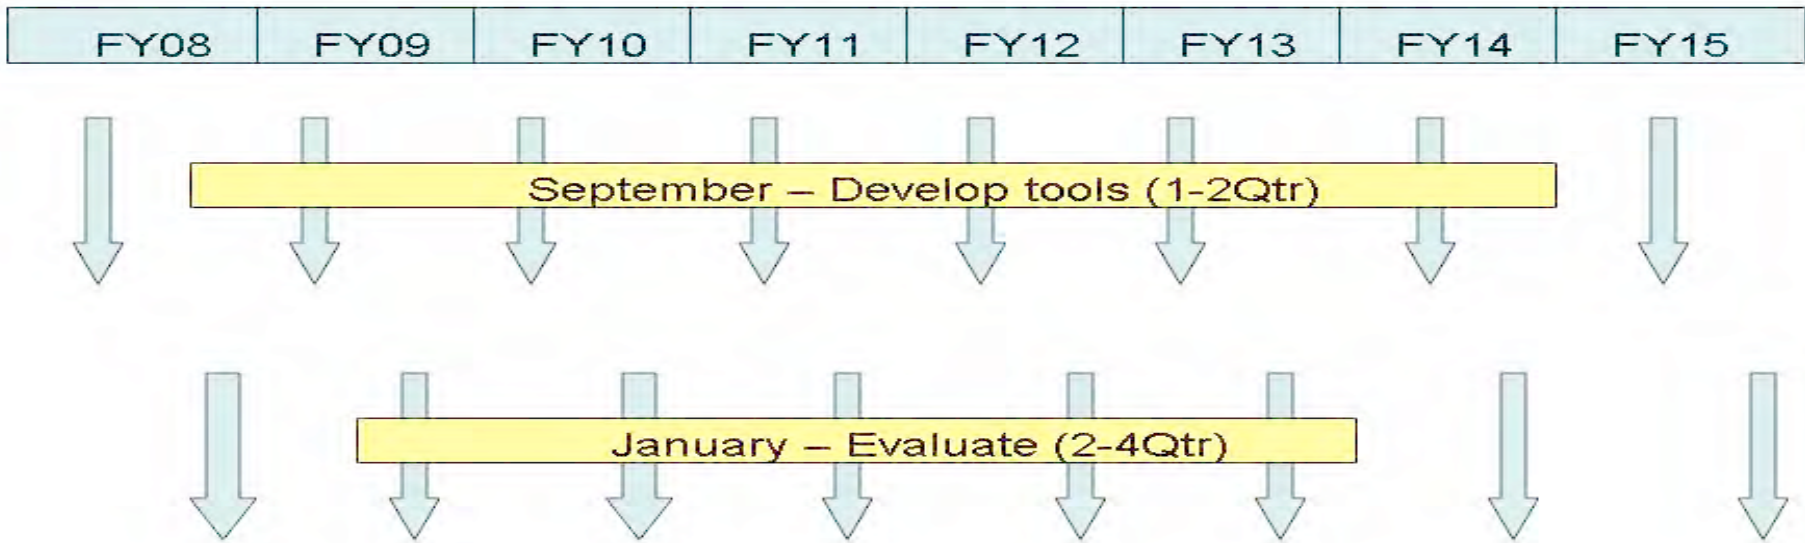 FY08 FY09 FY10 FY11 FY12 FY13 FY14 FY15
September – Develop tools (1-2Qtr)
January – Evaluate (2-4Qtr)